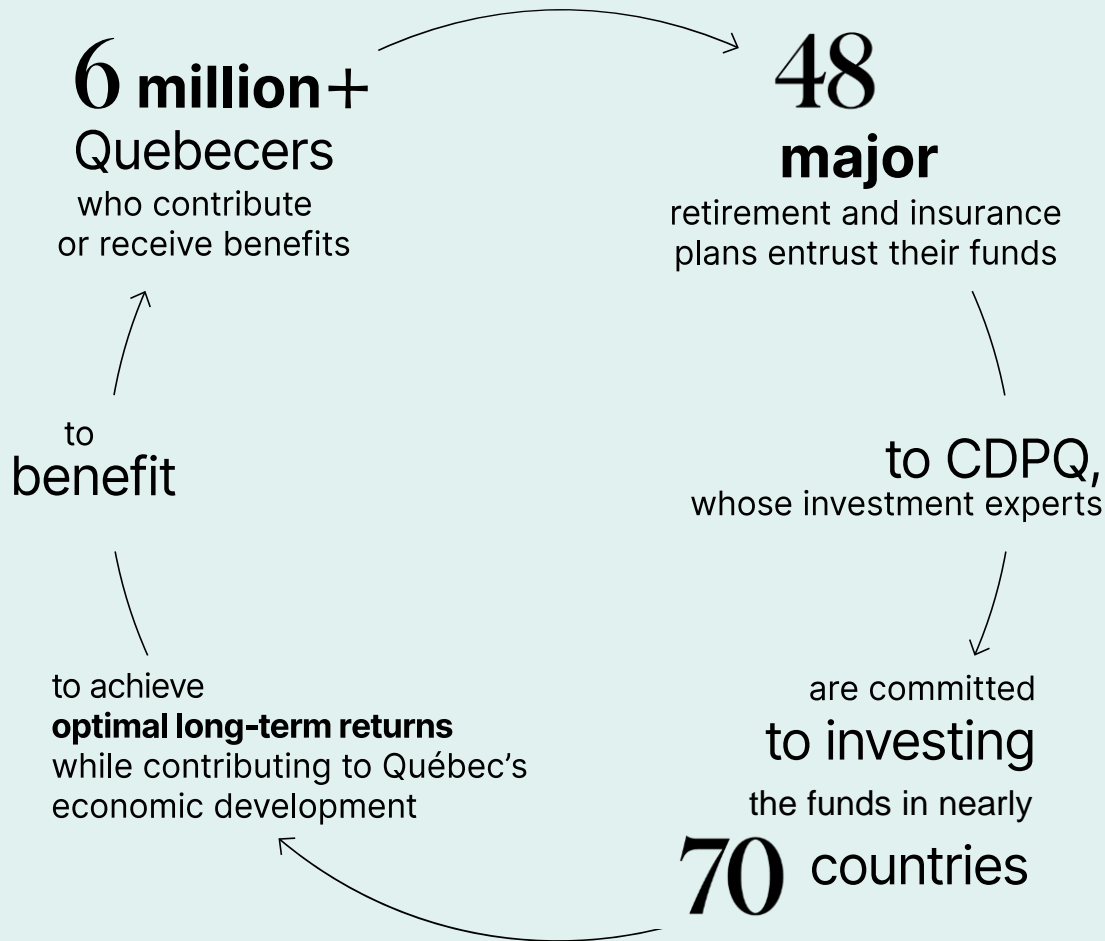 6 million+
Quebecers
who contribute
or receive benefits
48
major
retirement and insurance
plans entrust their funds
to CDPQ,
whose investment experts
are committed
to investing
the funds in nearly
70 countries
to achieve
optimal long-term returns
while contributing to Québec’s
economic development
to
benefit